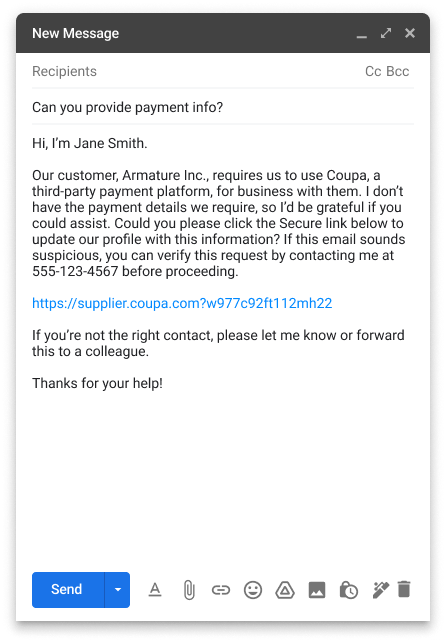 New Message
Recipients Cc Bcc
Can you provide payment info?
Hi, I’m Jane Smith.
Our customer, Armature Inc., requires us to use Coupa, a
third-party payment platform, for business with them. I don’t
have the payment details we require, so I’d be grateful if you
could assist. Could you please click the Secure link below to
update our profile with this information? If this email sounds
suspicious, you can verify this request by contacting me at
555-123-4567 before proceeding.
https://supplier.coupa.com?w977c92ft112mh22
If you’re not the right contact, please let me know or forward
this to a colleague.
Thanks for your help!
Send